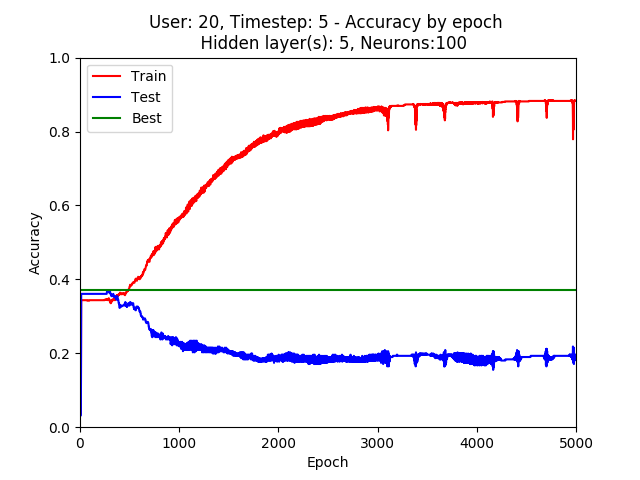 User: 20, Timestep: 5 - Accuracy by epoch
Hidden layer(s): 5, Neurons:100
1.0
0.8
0.6
0.4
0.2
0.0
Accuracy
Train
Test
Best
0 1000 2000 3000 4000 5000
Epoch